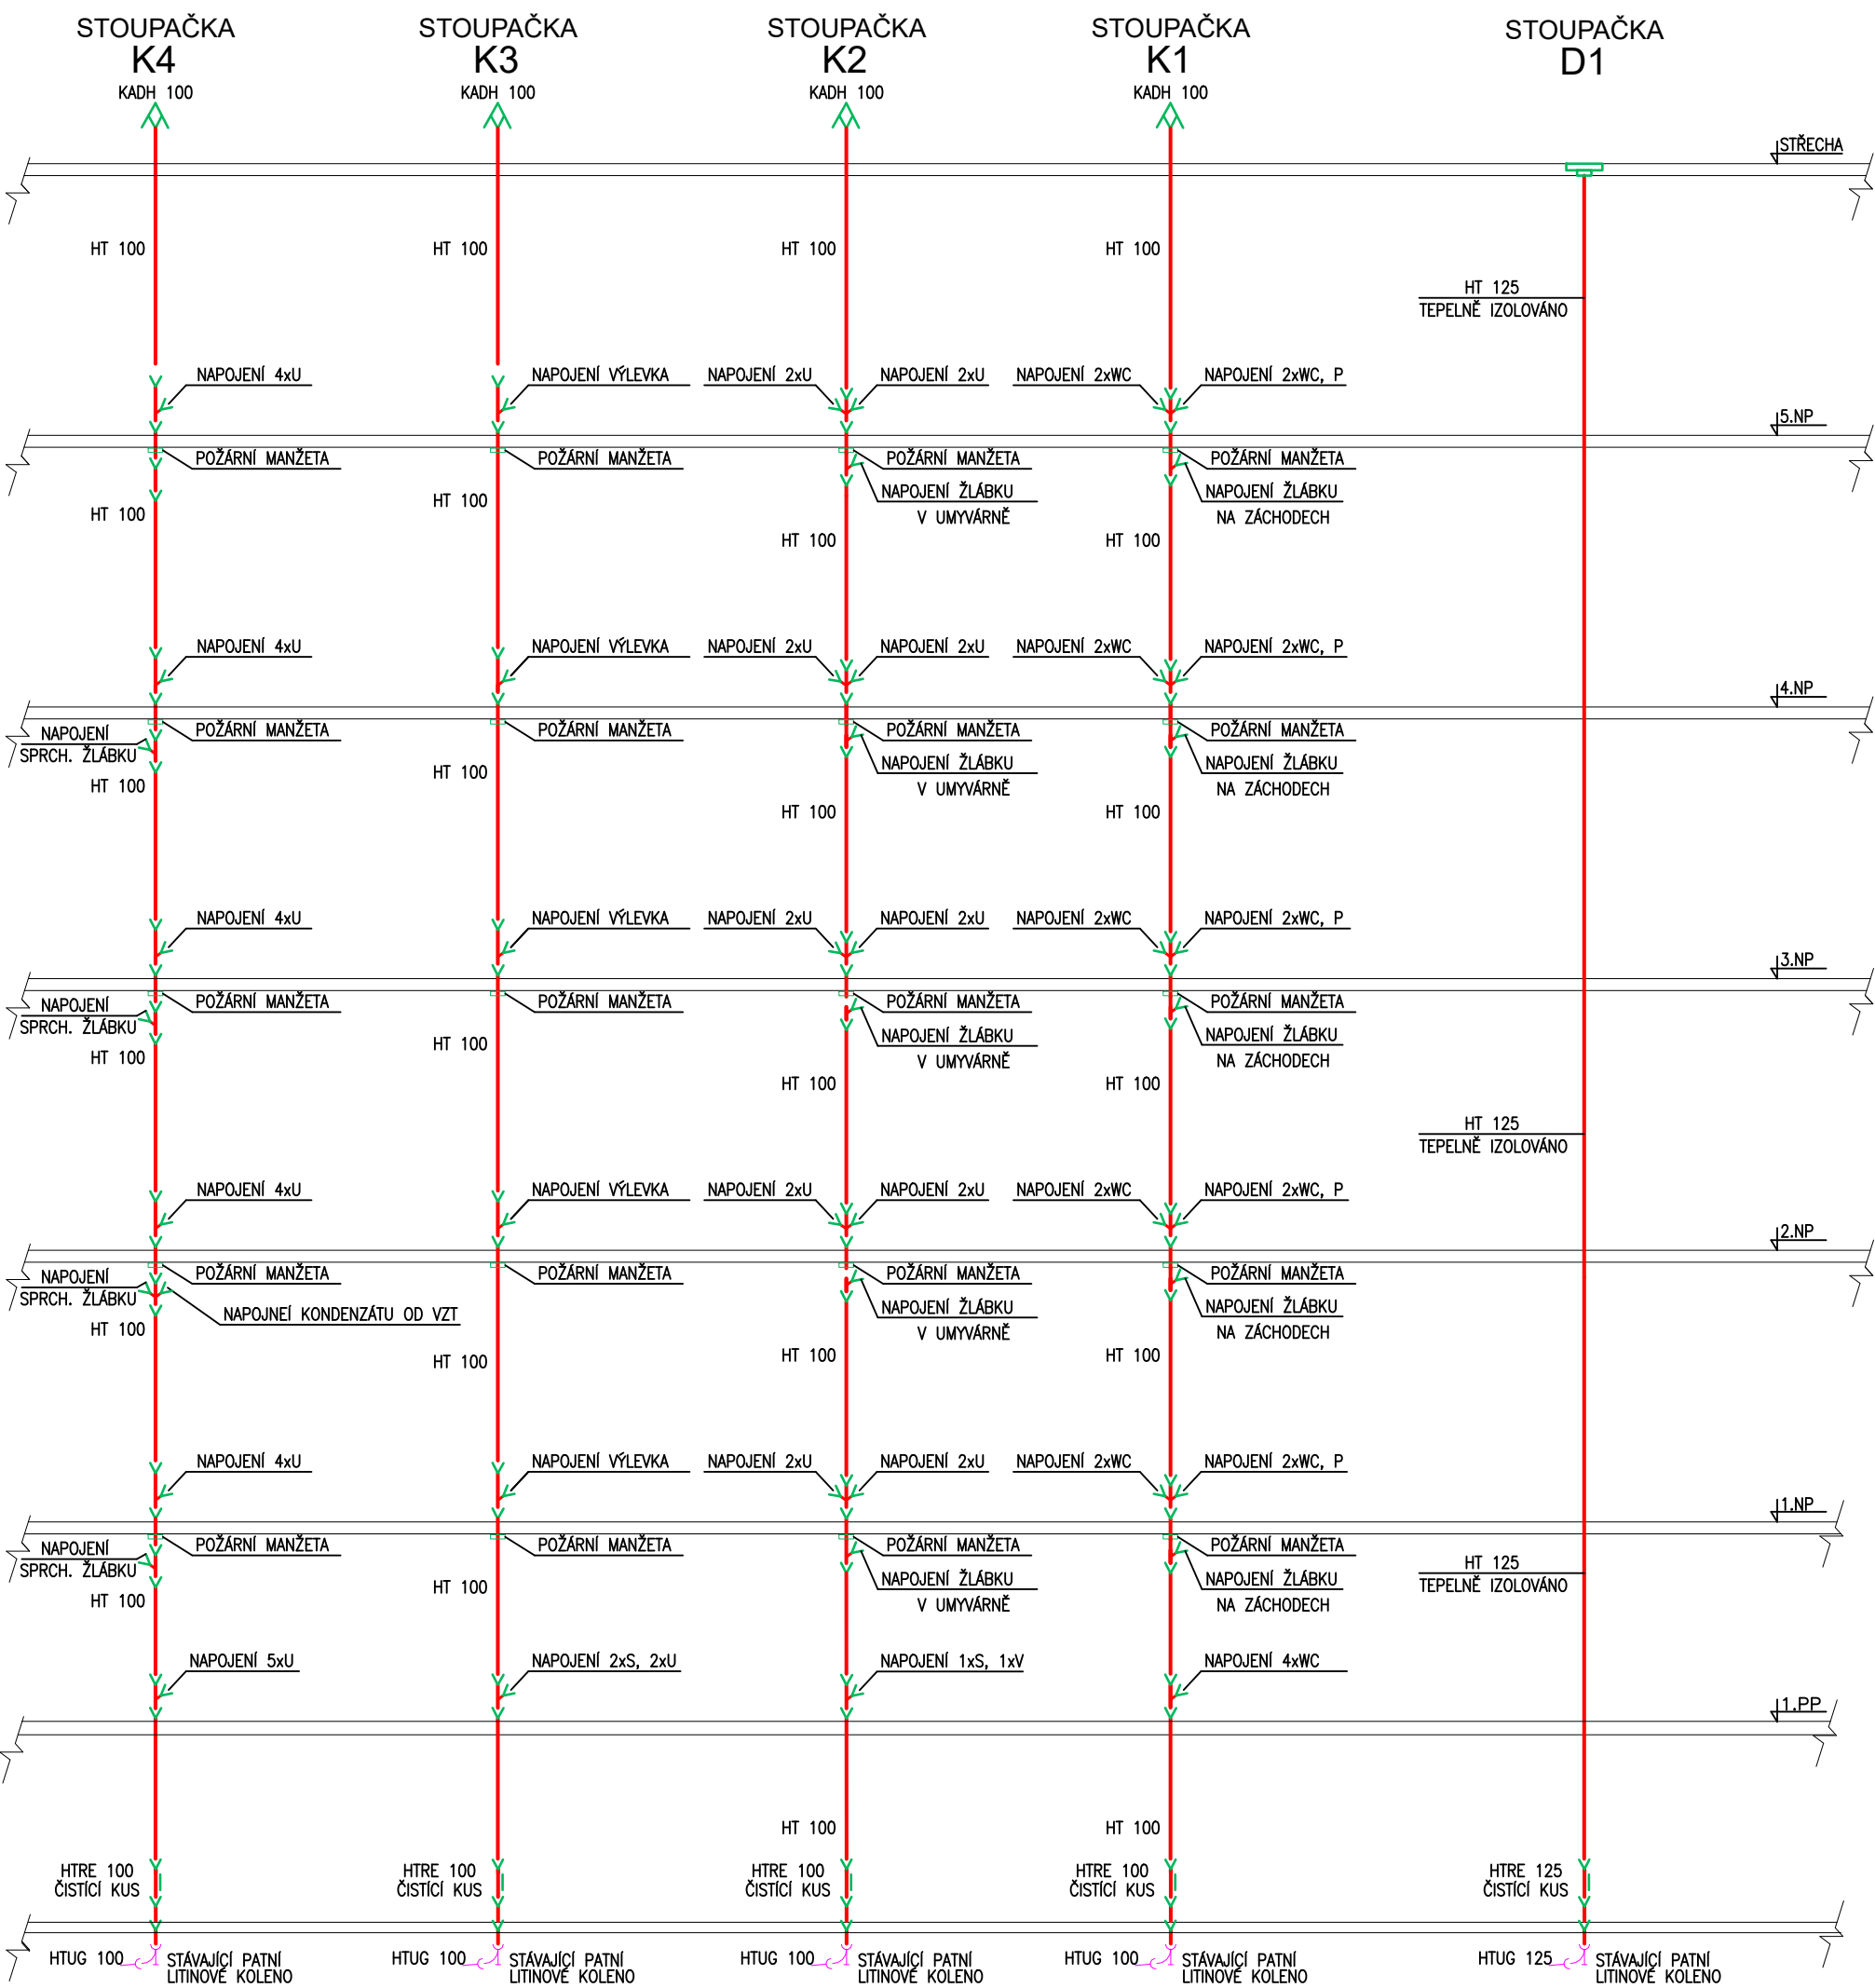 STOUPAČKA
K4
KADH 100
STOUPAČKA
K3
KADH 100
STOUPAČKA
K2
KADH 100
STOUPAČKA
K1
KADH 100
STOUPAČKA
D1
STŘECHA
HT 100
HT 100
HT 100
HT 100
HT 125
TEPELNĚ IZOLOVÁNO
NAPOJENÍ 4xU
NAPOJENÍ VÝLEVKA
NAPOJENÍ 2xU
NAPOJENÍ 2xU
NAPOJENÍ 2xWC
NAPOJENÍ 2xWC, P
5.NP
POŽÁRNÍ MANŽETA
POŽÁRNÍ MANŽETA
POŽÁRNÍ MANŽETA
POŽÁRNÍ MANŽETA
HT 100
HT 100
NAPOJENÍ ŽLÁBKU
V UMYVÁRNĚ
NAPOJENÍ ŽLÁBKU
NA ZÁCHODECH
HT 100
HT 100
NAPOJENÍ 4xU
NAPOJENÍ VÝLEVKA
NAPOJENÍ 2xU
NAPOJENÍ 2xU
NAPOJENÍ 2xWC
NAPOJENÍ 2xWC, P
4.NP
NAPOJENÍ
SPRCH. ŽLÁBKU
POŽÁRNÍ MANŽETA
POŽÁRNÍ MANŽETA
POŽÁRNÍ MANŽETA
POŽÁRNÍ MANŽETA
HT 100
HT 100
NAPOJENÍ ŽLÁBKU
V UMYVÁRNĚ
NAPOJENÍ ŽLÁBKU
NA ZÁCHODECH
HT 100
HT 100
NAPOJENÍ 4xU
NAPOJENÍ VÝLEVKA
NAPOJENÍ 2xU
NAPOJENÍ 2xU
NAPOJENÍ 2xWC
NAPOJENÍ 2xWC, P
3.NP
NAPOJENÍ
SPRCH. ŽLÁBKU
POŽÁRNÍ MANŽETA
POŽÁRNÍ MANŽETA
POŽÁRNÍ MANŽETA
POŽÁRNÍ MANŽETA
HT 100
HT 100
NAPOJENÍ ŽLÁBKU
V UMYVÁRNĚ
NAPOJENÍ ŽLÁBKU
NA ZÁCHODECH
HT 100
HT 100
HT 125
TEPELNĚ IZOLOVÁNO
NAPOJENÍ 4xU
NAPOJENÍ VÝLEVKA
NAPOJENÍ 2xU
NAPOJENÍ 2xU
NAPOJENÍ 2xWC
NAPOJENÍ 2xWC, P
2.NP
NAPOJENÍ
SPRCH. ŽLÁBKU
POŽÁRNÍ MANŽETA
POŽÁRNÍ MANŽETA
POŽÁRNÍ MANŽETA
POŽÁRNÍ MANŽETA
NAPOJNEÍ KONDENZÁTU OD VZT
HT 100
HT 100
NAPOJENÍ ŽLÁBKU
V UMYVÁRNĚ
NAPOJENÍ ŽLÁBKU
NA ZÁCHODECH
HT 100
HT 100
NAPOJENÍ 4xU
NAPOJENÍ VÝLEVKA
NAPOJENÍ 2xU
NAPOJENÍ 2xU
NAPOJENÍ 2xWC
NAPOJENÍ 2xWC, P
1.NP
NAPOJENÍ
SPRCH. ŽLÁBKU
POŽÁRNÍ MANŽETA
POŽÁRNÍ MANŽETA
POŽÁRNÍ MANŽETA
POŽÁRNÍ MANŽETA
HT 100
HT 100
NAPOJENÍ ŽLÁBKU
V UMYVÁRNĚ
NAPOJENÍ ŽLÁBKU
NA ZÁCHODECH
HT 125
TEPELNĚ IZOLOVÁNO
NAPOJENÍ 5xU
NAPOJENÍ 2xS, 2xU
NAPOJENÍ 1xS, 1xV
NAPOJENÍ 4xWC
1.PP
HT 100
HT 100
HTRE 100
ČISTÍCÍ KUS
HTRE 100
ČISTÍCÍ KUS
HTRE 100
ČISTÍCÍ KUS
HTRE 100
ČISTÍCÍ KUS
HTRE 125
ČISTÍCÍ KUS
HTUG 100
STÁVAJÍCÍ PATNÍ
LITINOVÉ KOLENO
HTUG 100
STÁVAJÍCÍ PATNÍ
LITINOVÉ KOLENO
HTUG 100
STÁVAJÍCÍ PATNÍ
LITINOVÉ KOLENO
HTUG 100
STÁVAJÍCÍ PATNÍ
LITINOVÉ KOLENO
HTUG 125
STÁVAJÍCÍ PATNÍ
LITINOVÉ KOLENO